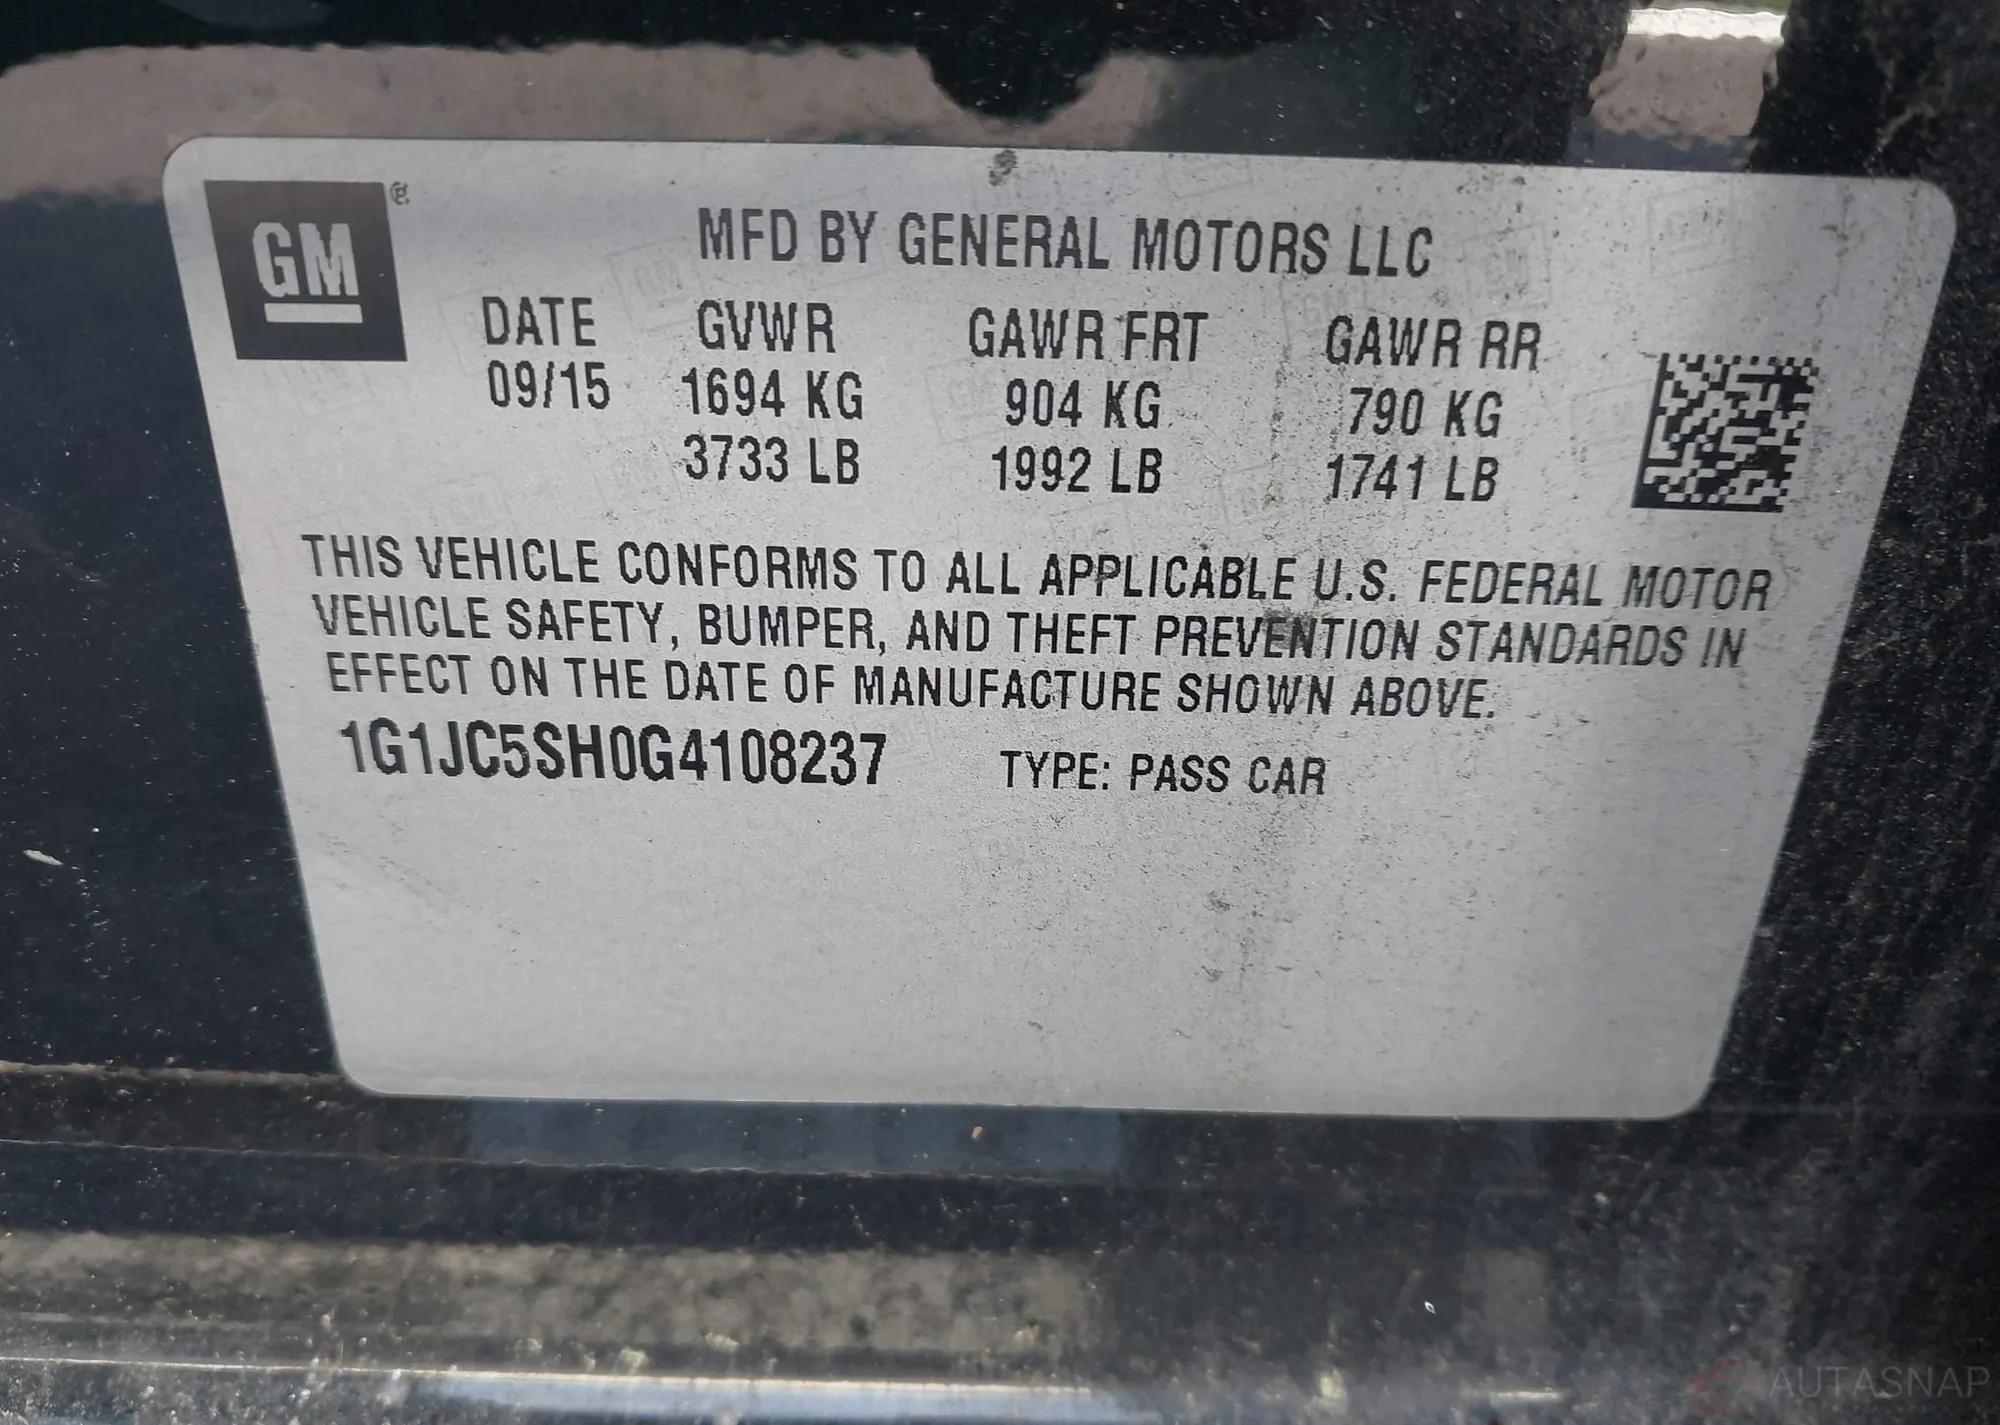 GM ®
MFD BY GENERAL MOTORS LLC
DATE GVWR GAWR FRT GAWR RR
09/15 1694 KG 904 KG 790 KG
3733 LB 1992 LB 1741 LB
THIS VEHICLE CONFORMS TO ALL APPLICABLE U.S. FEDERAL MOTOR
VEHICLE SAFETY, BUMPER, AND THEFT PREVENTION STANDARDS IN
EFFECT ON THE DATE OF MANUFACTURE SHOWN ABOVE.
1G1JC5SH0G4108237 TYPE: PASS CAR
AUTASNAP